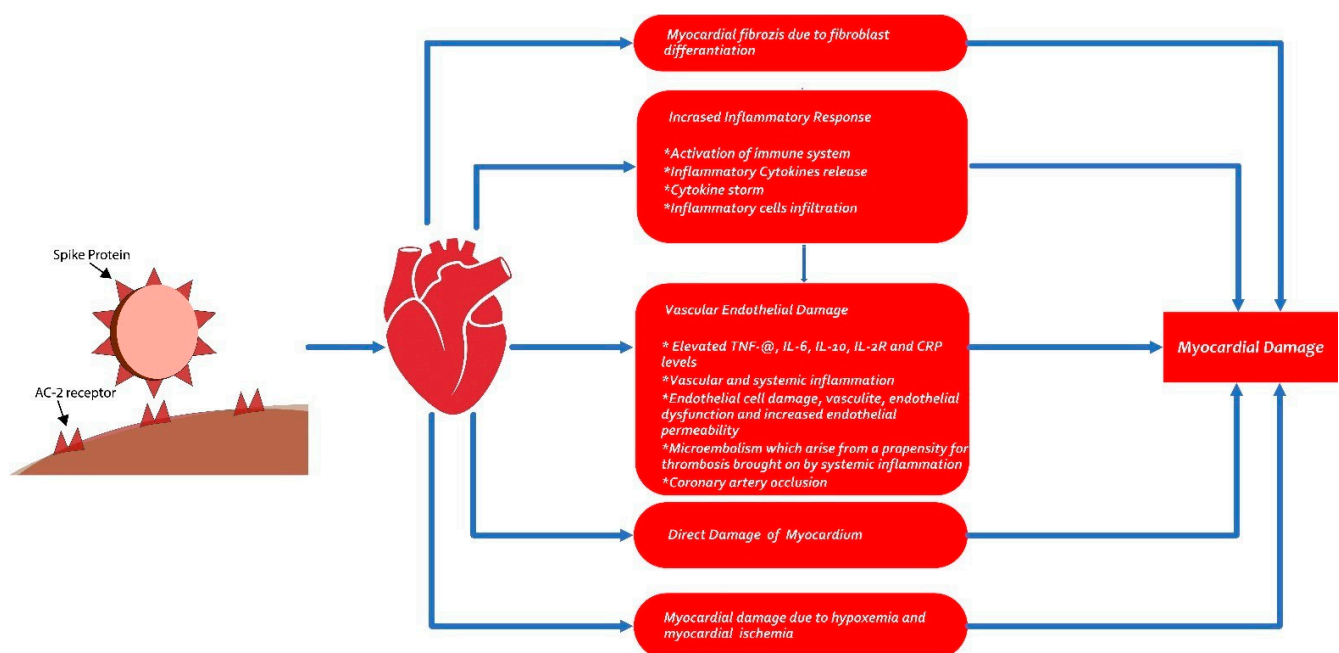 Spike Protein
AC-2 receptor
Myocardial fibrozis due to fibroblast
differantiation
Incrased Inflammatory Response
*Activation of immune system
*Inflammatory Cytokines release
*Cytokine storm
*Inflammatory cells infiltration
Vascular Endothelial Damage
* Elevated TNF-@, IL-6, IL-10, IL-2R and CRP
levels
*Vascular and systemic inflammation
*Endothelial cell damage, vasculite, endothelial
dysfunction and increased endothelial
permeability
*Microembolism which arise from a propensity for
thrombosis brought on by systemic inflammation
*Coronary artery occlusion
Direct Damage of Myocardium
Myocardial damage due to hypoxemia and
myocardial ischemia
Myocardial Damage